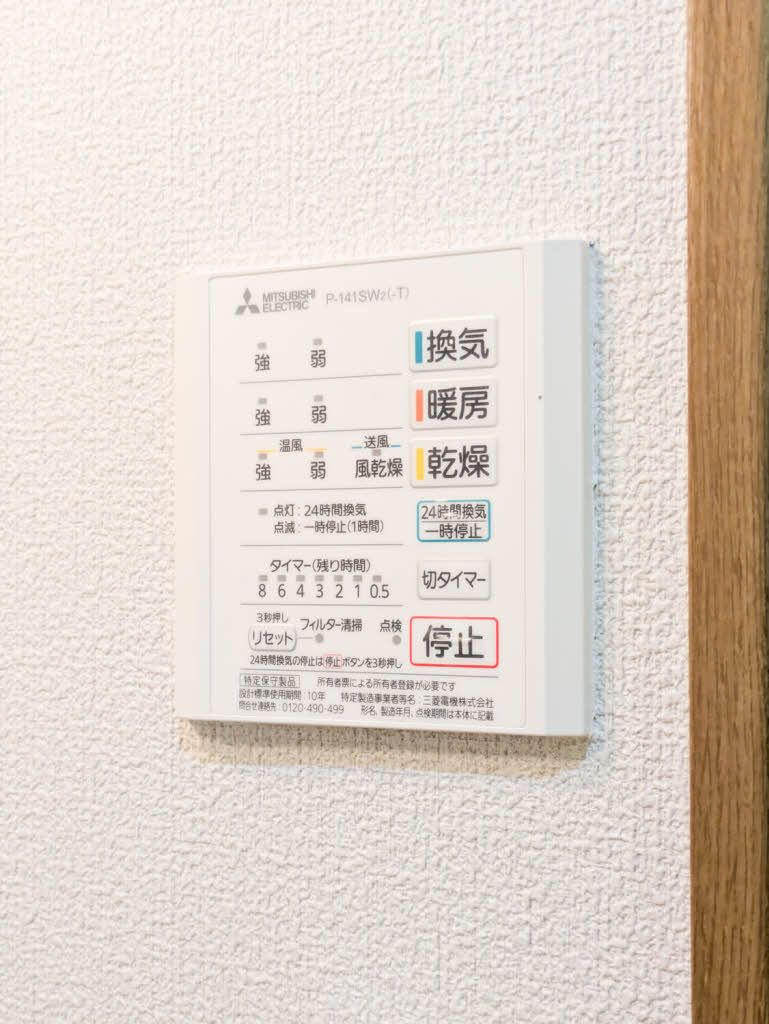 MITSUBISHI
ELECTRIC P-141SW2(-T)
強 弱 換気
強 弱 暖房
温風 送風
強 弱 風乾燥 乾燥
点灯：24時間換気
点滅：一時停止(1時間)
24時間換気
一時停止
タイマー(残り時間)
8 6 4 3 2 1 0.5
切タイマー
3秒押し
リセット フィルター清掃 点検
停止
24時間換気の停止は停止ボタンを3秒押し
特定保守製品 所有者票による所有者登録が必要です
設計標準使用期間：10年 特定製造事業者等名：三菱電機株式会社
問合せ連絡先：0120-490-499 形名、製造年月、点検期間は本体に記載